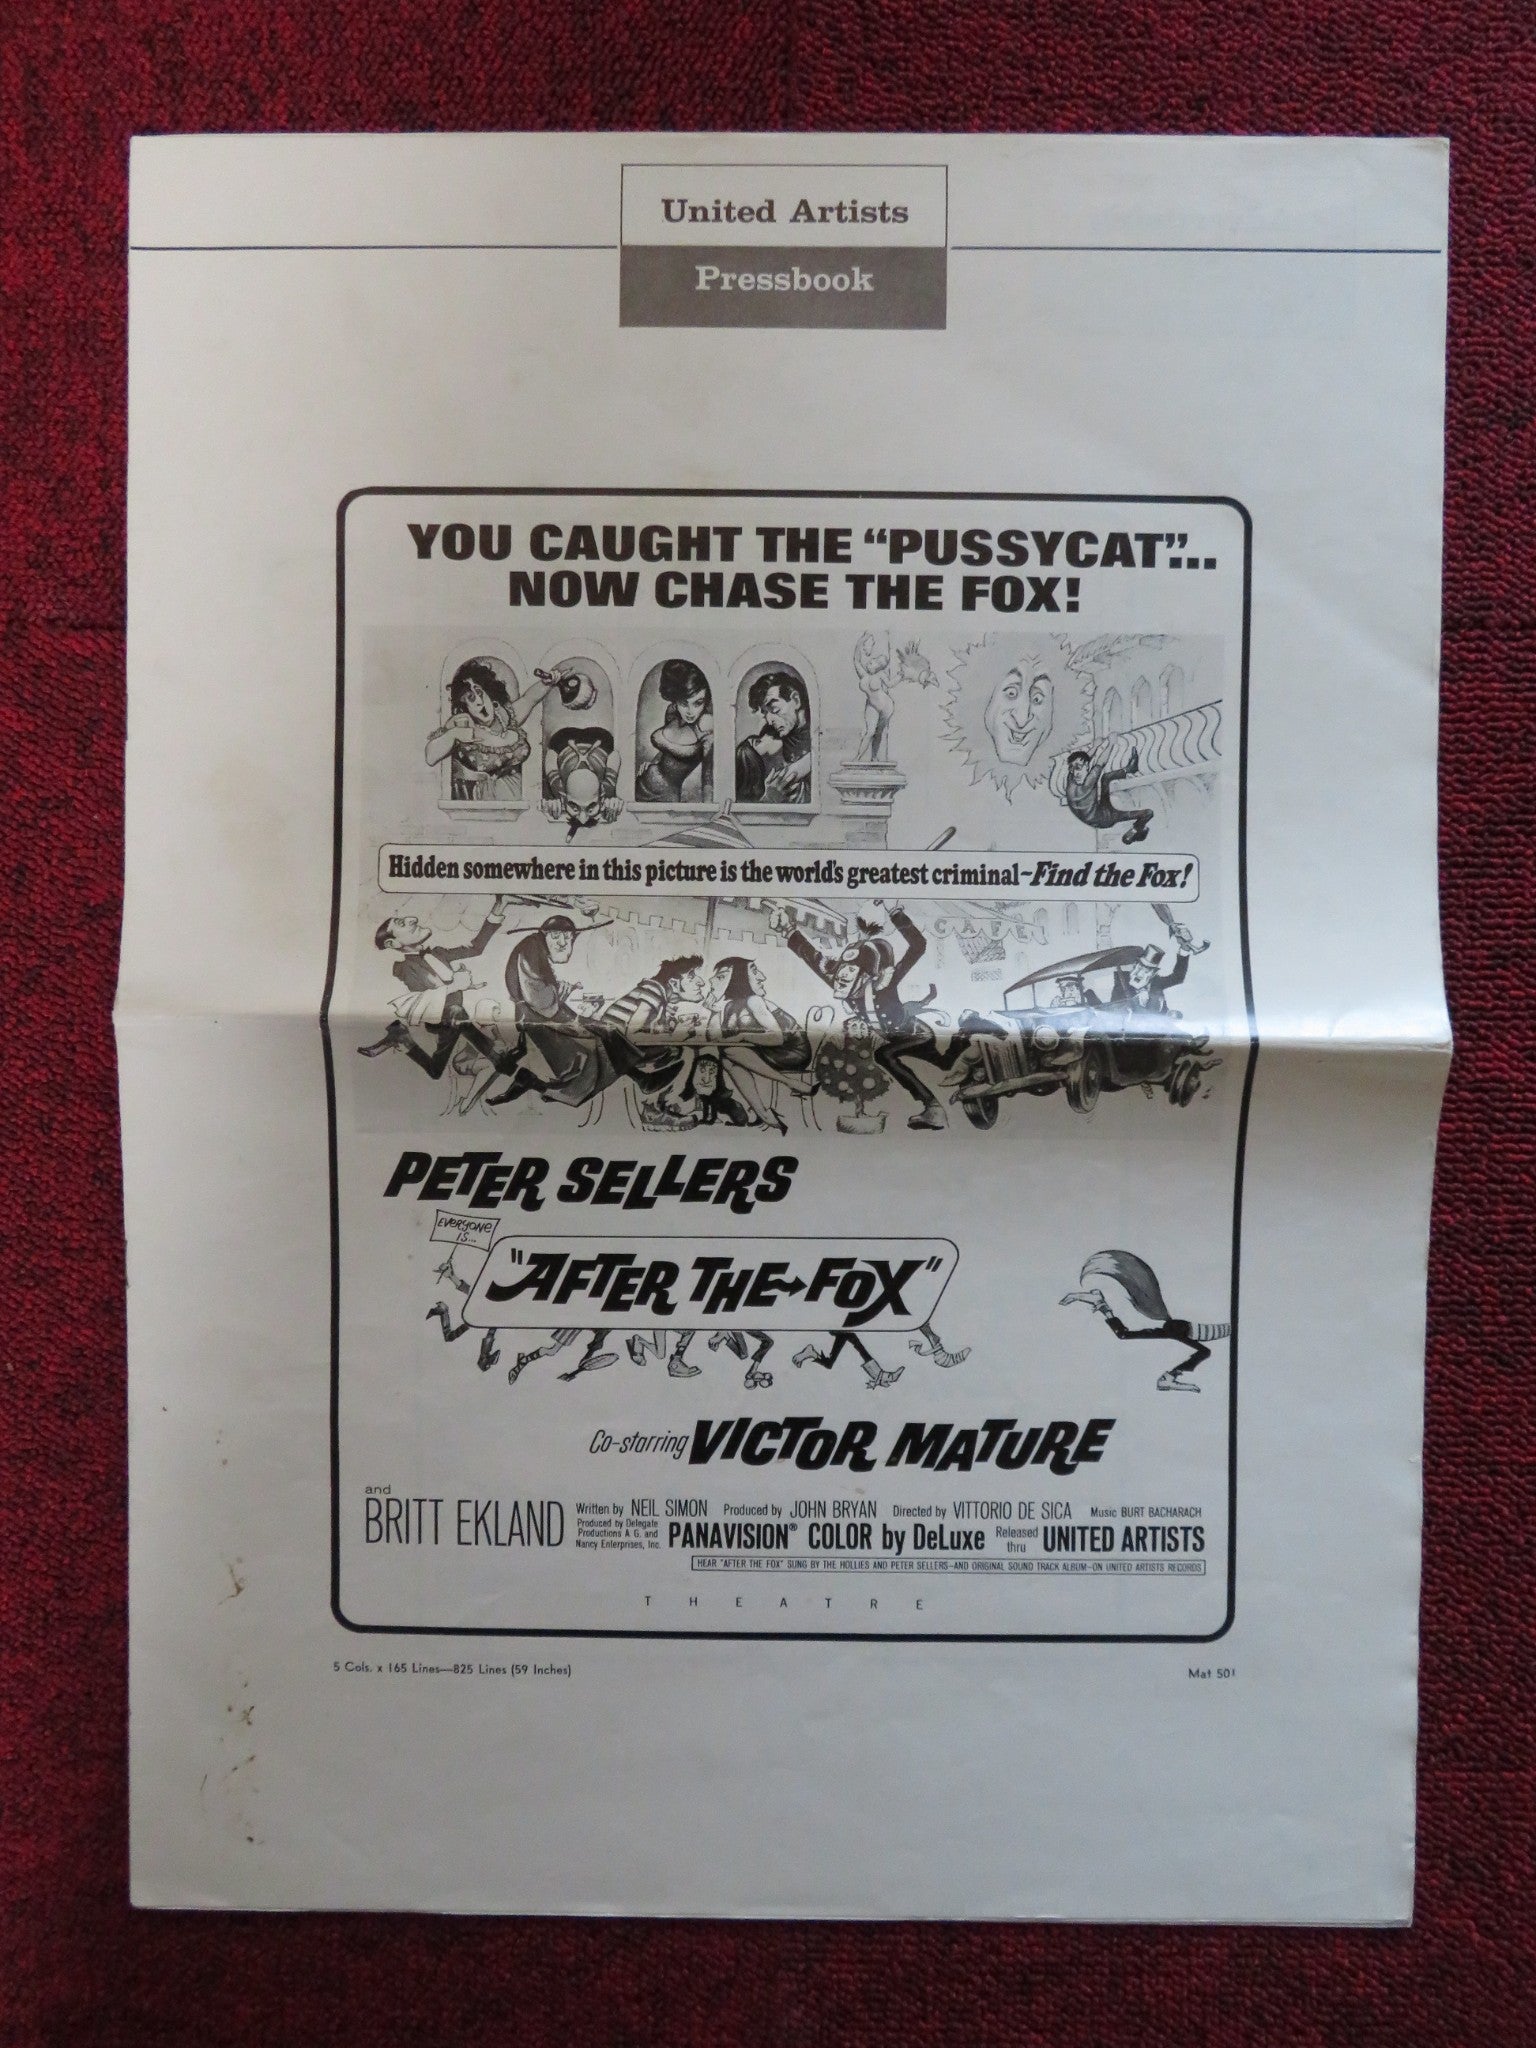 United Artists
Pressbook
YOU CAUGHT THE “PUSSYCAT”...
NOW CHASE THE FOX!
Hidden somewhere in this picture is the world's greatest criminal-Find the Fox!
CAFE
PETER SELLERS
EVERYONE
IS...
"AFTER THE FOX"
Co-starring VICTOR MATURE
and
BRITT EKLAND
Written by NEIL SIMON Produced by JOHN BRYAN Directed by VITTORIO DE SICA Music BURT BACHARACH
Produced by Delegate
Productions A. G. and
Nancy Enterprises, Inc.
PANAVISION® COLOR by DeLuxe Released thru UNITED ARTISTS
HEAR "AFTER THE FOX" SUNG BY THE HOLLIES AND PETER SELLERS-AND ORIGINAL SOUND TRACK ALBUM-ON UNITED ARTISTS RECORDS
THEATRE
5 Cols. x 165 Lines—825 Lines (59 Inches)
Mat 501